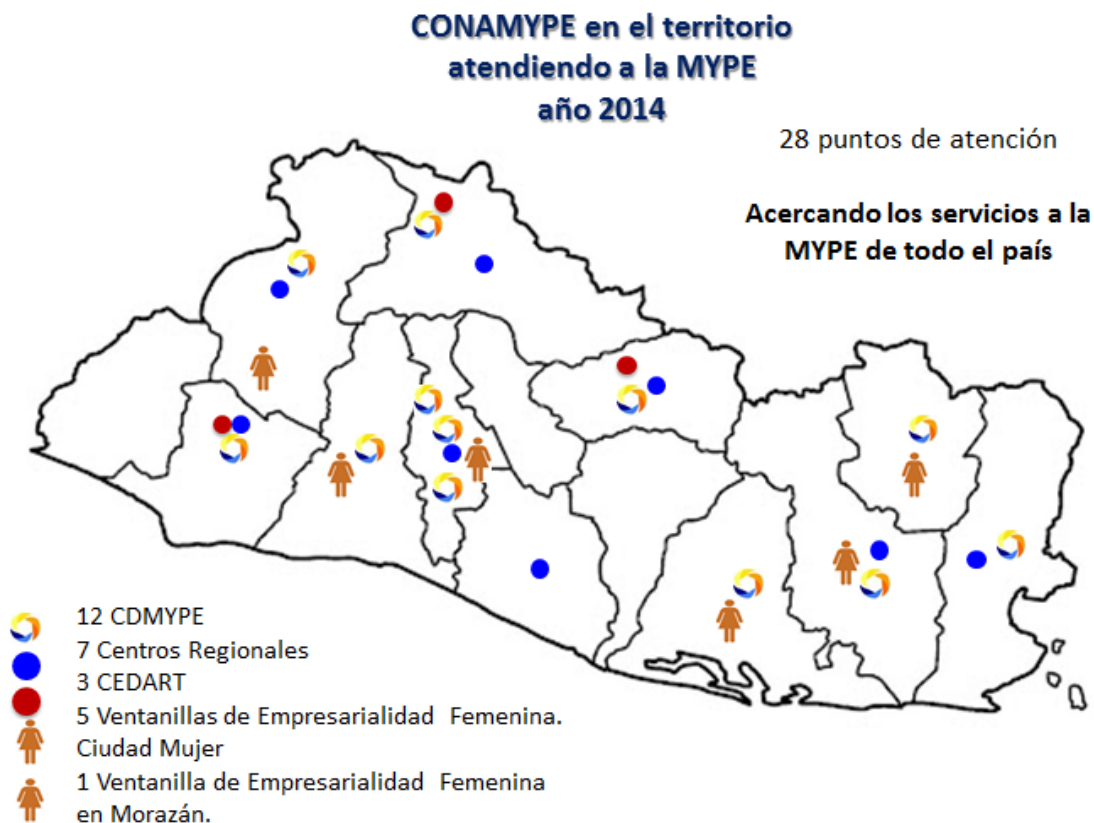 CONAMYPE en el territorio
atendiendo a la MYPE
año 2014
28 puntos de atención
Acercando los servicios a la
MYPE de todo el país
12 CDMYPE
7 Centros Regionales
3 CEDART
5 Ventanillas de Empresarialidad Femenina.
Ciudad Mujer
1 Ventanilla de Empresarialidad Femenina
en Morazán.